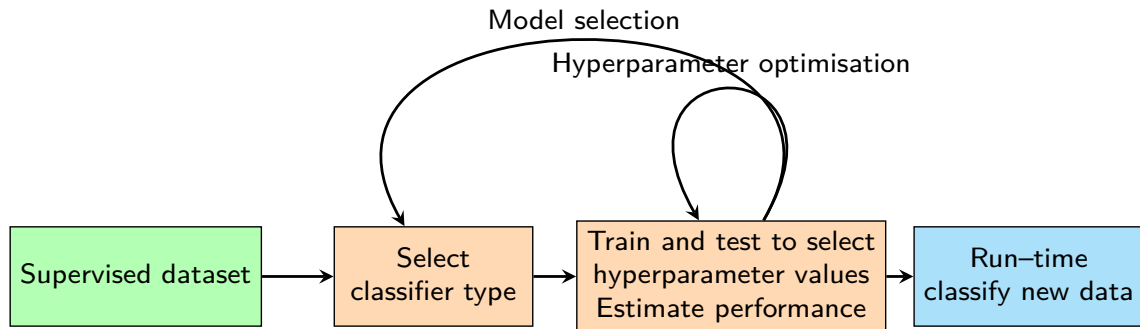 Model selection
Hyperparameter optimisation
Supervised dataset
Select
classifier type
Train and test to select
hyperparameter values
Estimate performance
Run–time
classify new data